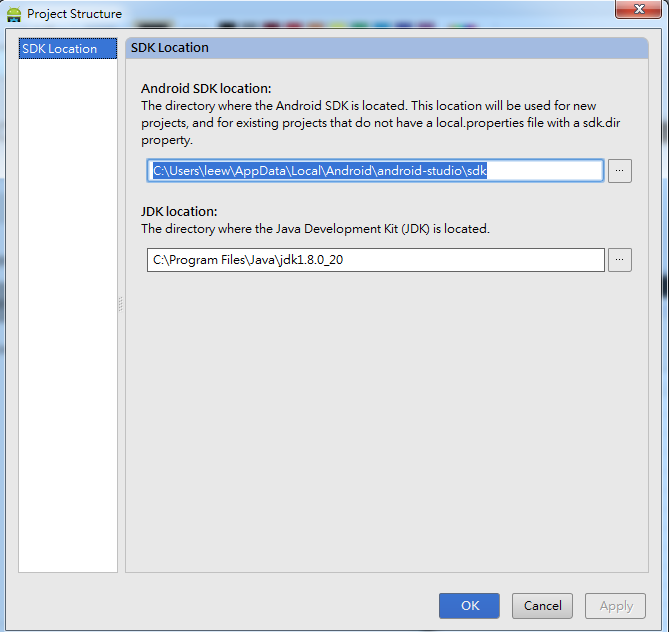 Project Structure
SDK Location
SDK Location
Android SDK location:
The directory where the Android SDK is located. This location will be used for new
projects, and for existing projects that do not have a local.properties file with a sdk.dir
property.
C:\Users\leew\AppData\Local\Android\android-studio\sdk
...
JDK location:
The directory where the Java Development Kit (JDK) is located.
C:\Program Files\Java\jdk1.8.0_20
...
OK
Cancel
Apply